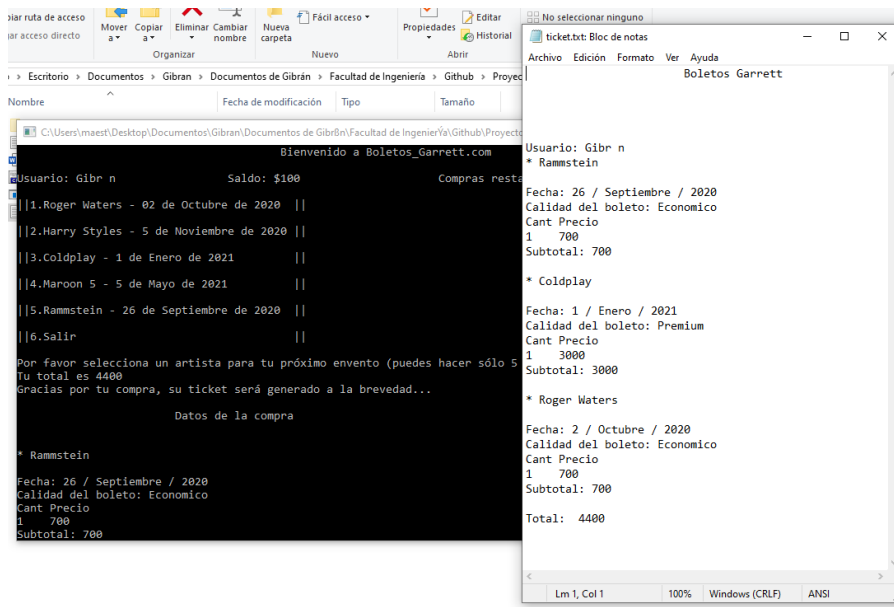 piar ruta de acceso
ar acceso directo
Mover a
Copiar a
Eliminar
Cambiar nombre
Nueva carpeta
Fácil acceso
Propiedades
Editar
Historial
No seleccionar ninguno
Organizar
Nuevo
Abrir
> Escritorio > Documentos > Gibran > Documentos de Gibrán > Facultad de Ingeniería > Github > Proyec
Nombre
Fecha de modificación
Tipo
Tamaño
C:\Users\maest\Desktop\Documentos\Gibran\Documentos de Gibrßn\Facultad de IngenierÝa\Github\Proyecto
Bienvenido a Boletos_Garrett.com
Usuario: Gibr n Saldo: $100 Compras resta
||1.Roger Waters - 02 de Octubre de 2020 ||
||2.Harry Styles - 5 de Noviembre de 2020 ||
||3.Coldplay - 1 de Enero de 2021 ||
||4.Maroon 5 - 5 de Mayo de 2021 ||
||5.Rammstein - 26 de Septiembre de 2020 ||
||6.Salir ||
Por favor selecciona un artista para tu próximo envento (puedes hacer sólo 5
Tu total es 4400
Gracias por tu compra, su ticket será generado a la brevedad...
Datos de la compra
* Rammstein
Fecha: 26 / Septiembre / 2020
Calidad del boleto: Economico
Cant Precio
1 700
Subtotal: 700
ticket.txt: Bloc de notas
Archivo Edición Formato Ver Ayuda
Boletos Garrett
Usuario: Gibr n
* Rammstein
Fecha: 26 / Septiembre / 2020
Calidad del boleto: Economico
Cant Precio
1 700
Subtotal: 700
* Coldplay
Fecha: 1 / Enero / 2021
Calidad del boleto: Premium
Cant Precio
1 3000
Subtotal: 3000
* Roger Waters
Fecha: 2 / Octubre / 2020
Calidad del boleto: Economico
Cant Precio
1 700
Subtotal: 700
Total: 4400
Lm 1, Col 1 100% Windows (CRLF) ANSI